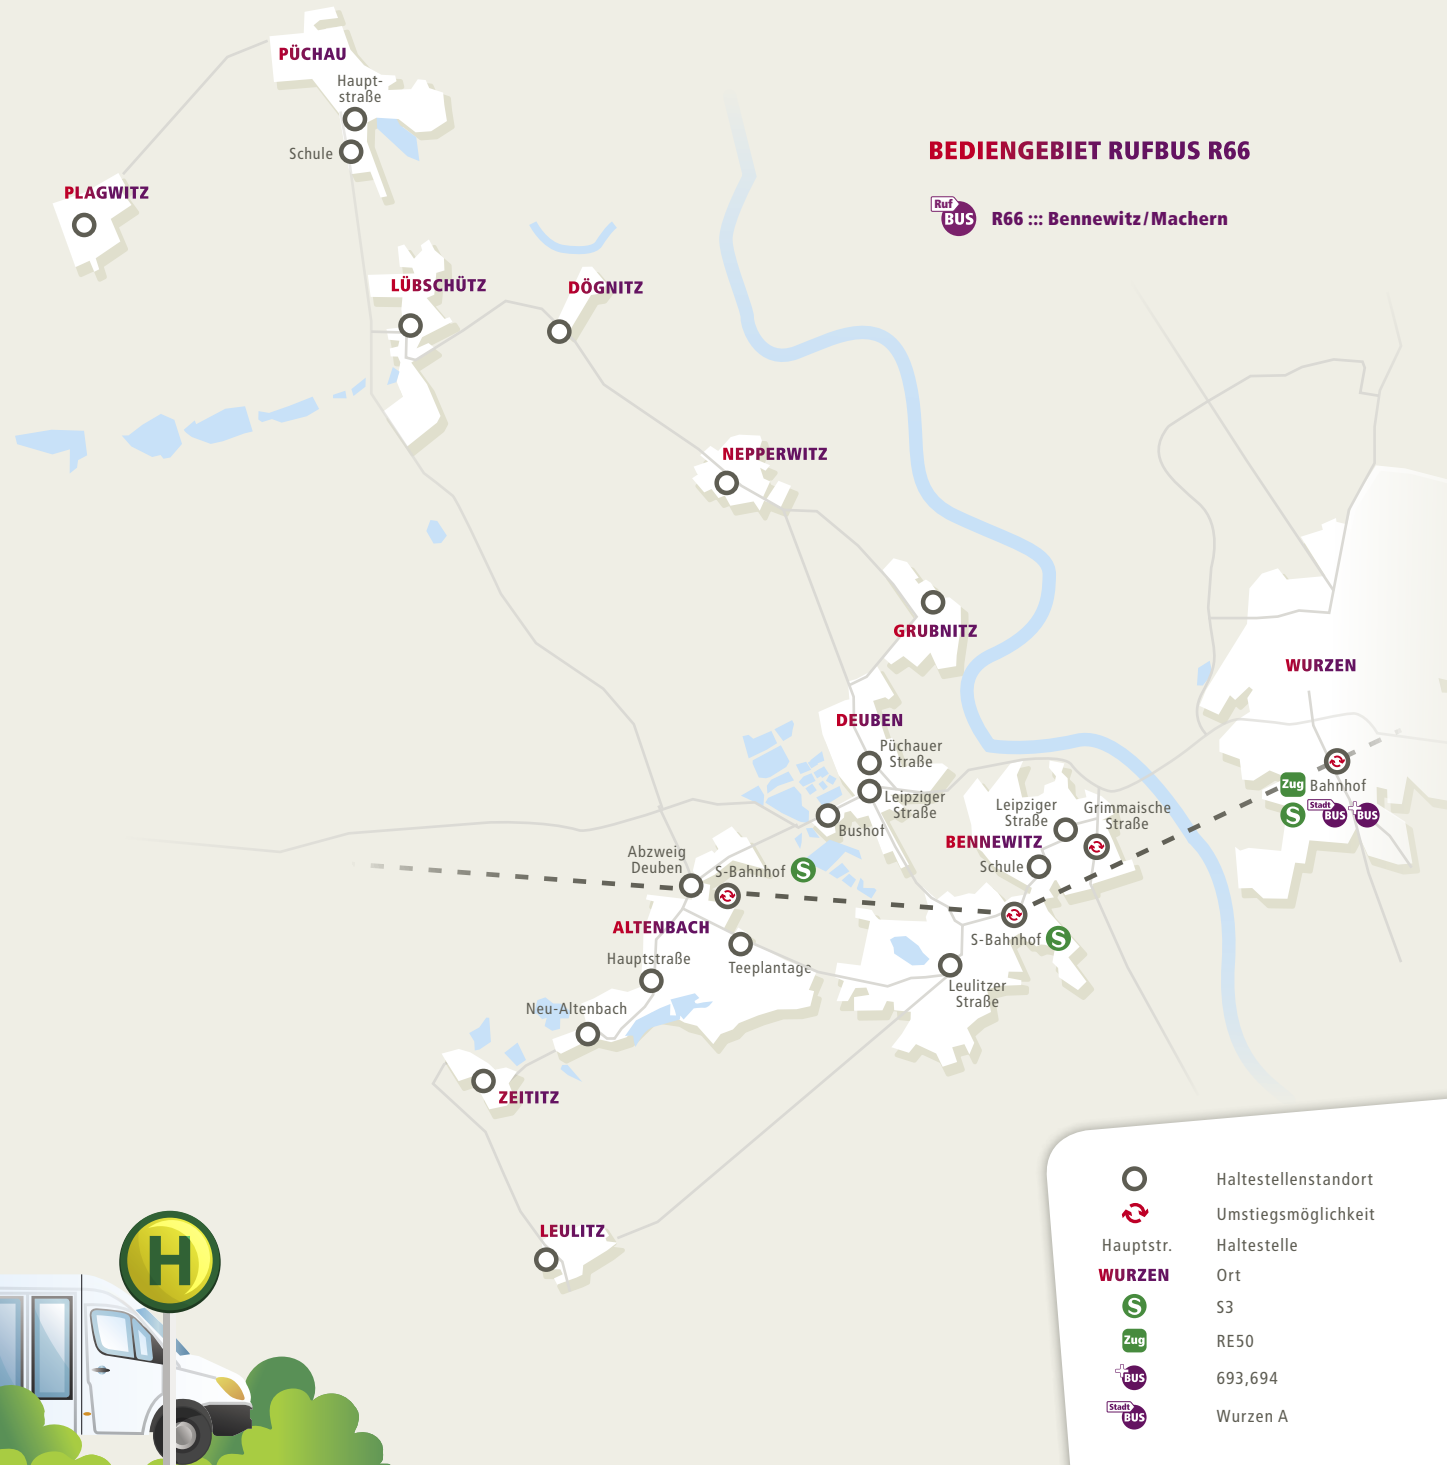 PÜCHAU
Haupt-
straße
Schule
PLAGWITZ
BEDIENGEBIET RUFBUS R66
Ruf
BUS
R66 ::: Bennewitz/Machern
LÜBSCHÜTZ
DÖGNITZ
NEPPERWITZ
GRUBNITZ
WURZEN
DEUBEN
Püchauer
Straße
Leipziger
Straße
Bushof
Zug
Bahnhof
S
Stadt
BUS
BUS
Leipziger
Straße
Grimmaische
Straße
BENNEWITZ
Schule
Abzweig
Deuben
S-Bahnhof
S
ALTENBACH
S-Bahnhof
S
Hauptstraße
Teeplantage
Leulitzer
Straße
Neu-Altenbach
ZEITITZ
LEULITZ
H
Haltestellenstandort
Umstiegsmöglichkeit
Hauptstr.
Haltestelle
WURZEN
Ort
S
S3
Zug
RE50
BUS
693,694
Stadt
BUS
Wurzen A